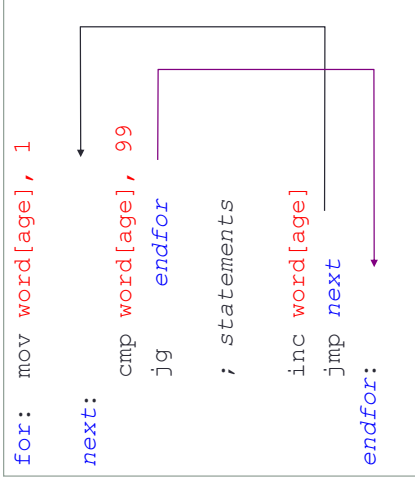 for: mov word[age], 1
next:
cmp word[age], 99
jg endfor
; statements
inc word[age]
jmp next
endfor: